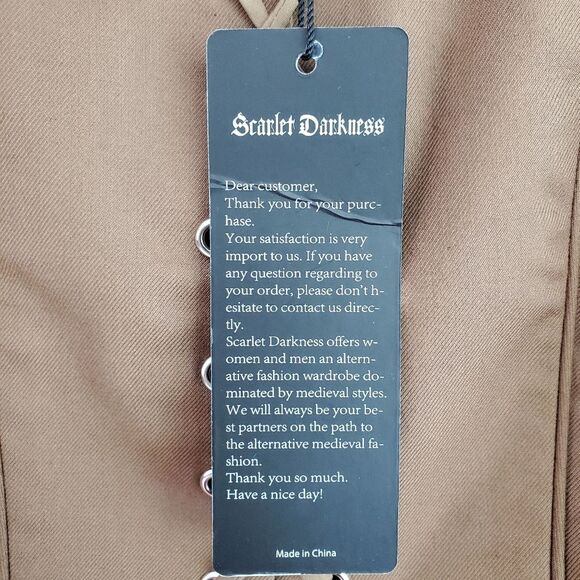 Scarlet Darkness
Dear customer,
Thank you for your purc-
hase.
Your satisfaction is very
import to us. If you have
any question regarding to
your order, please don't h-
esitate to contact us direc-
tly.
Scarlet Darkness offers w-
omen and men an altern-
ative fashion wardrobe do-
minated by medieval styles.
We will always be your be-
st partners on the path to
the alternative medieval fa-
shion.
Thank you so much.
Have a nice day!
Made in China